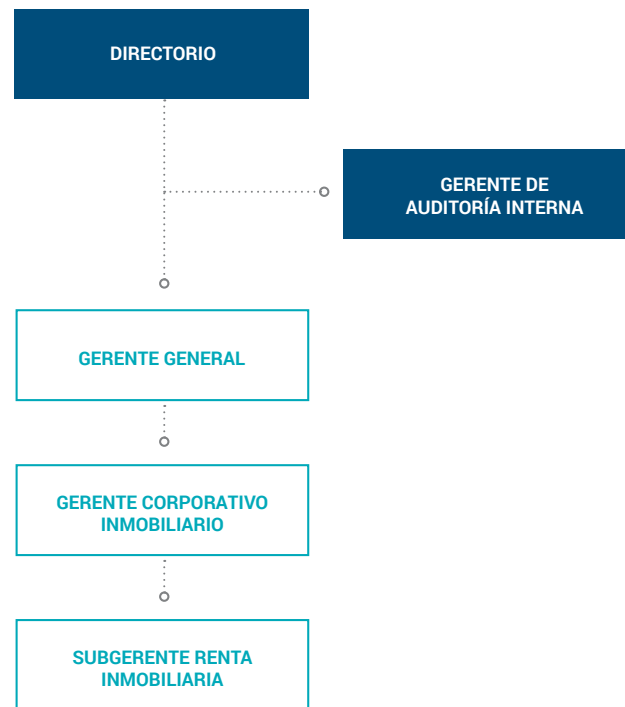 DIRECTORIO
GERENTE DE
AUDITORÍA INTERNA
GERENTE GENERAL
GERENTE CORPORATIVO
INMOBILIARIO
SUBGERENTE RENTA
INMOBILIARIA